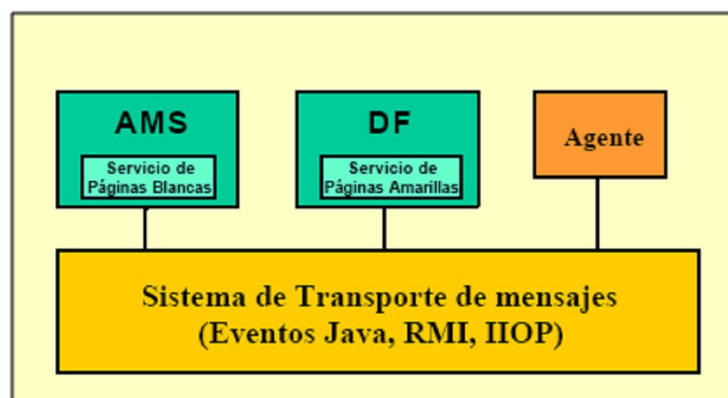 AMS
Servicio de
Páginas Blancas
DF
Servicio de
Páginas Amarillas
Agente
Sistema de Transporte de mensajes
(Eventos Java, RMI, IIOP)